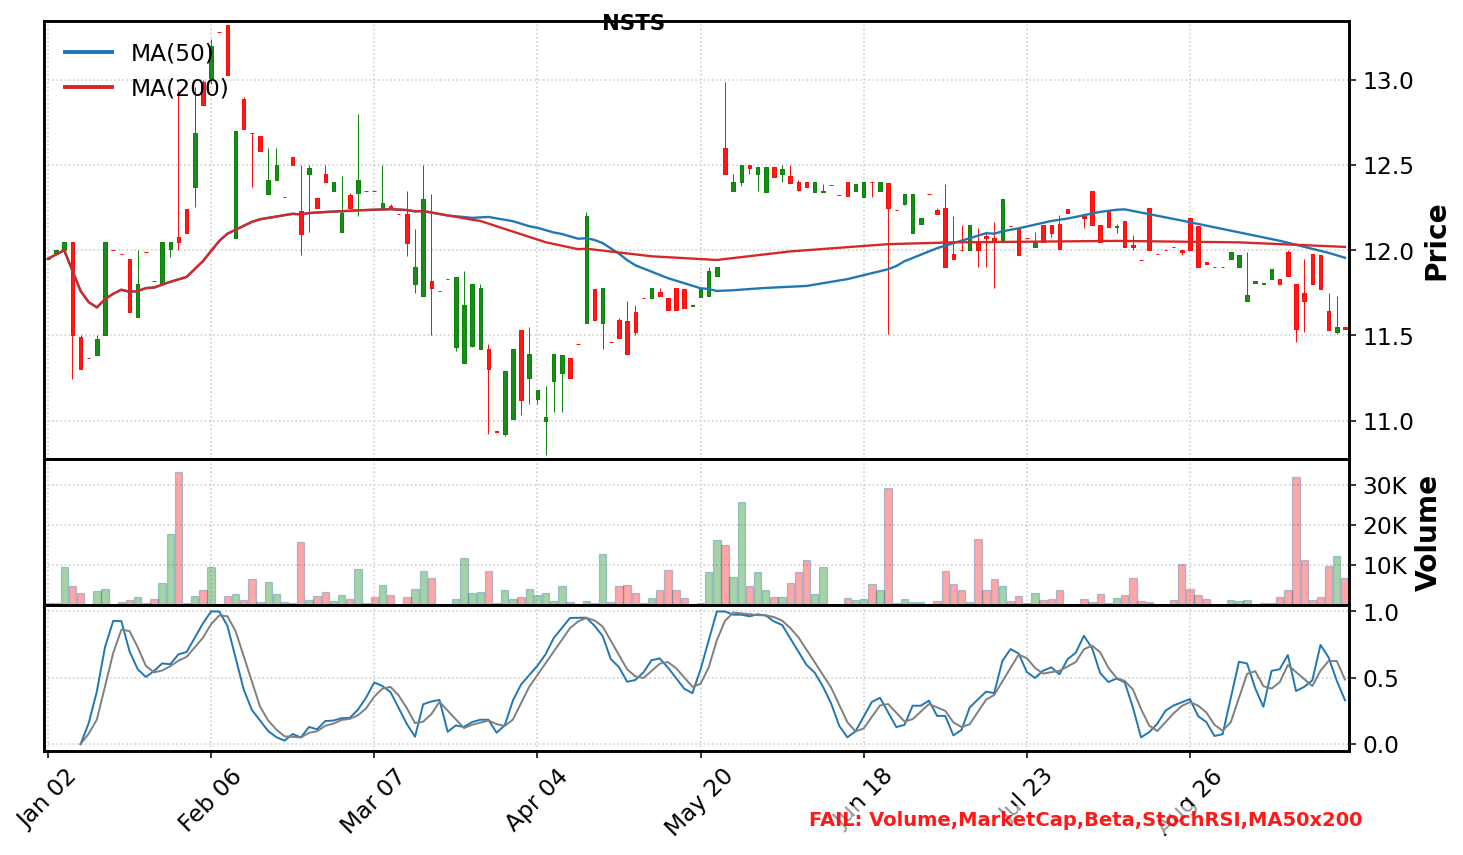 NSTS
MA(50)
MA(200)
13.0
12.5
12.0
11.5
11.0
Price
30K
20K
10K
Volume
1.0
0.5
0.0
Jan 02
Feb 06
Mar 07
Apr 04
May 20
Jun 18
Jul 23
Aug 26
FAIL: Volume,MarketCap,Beta,StochRSI,MA50x200